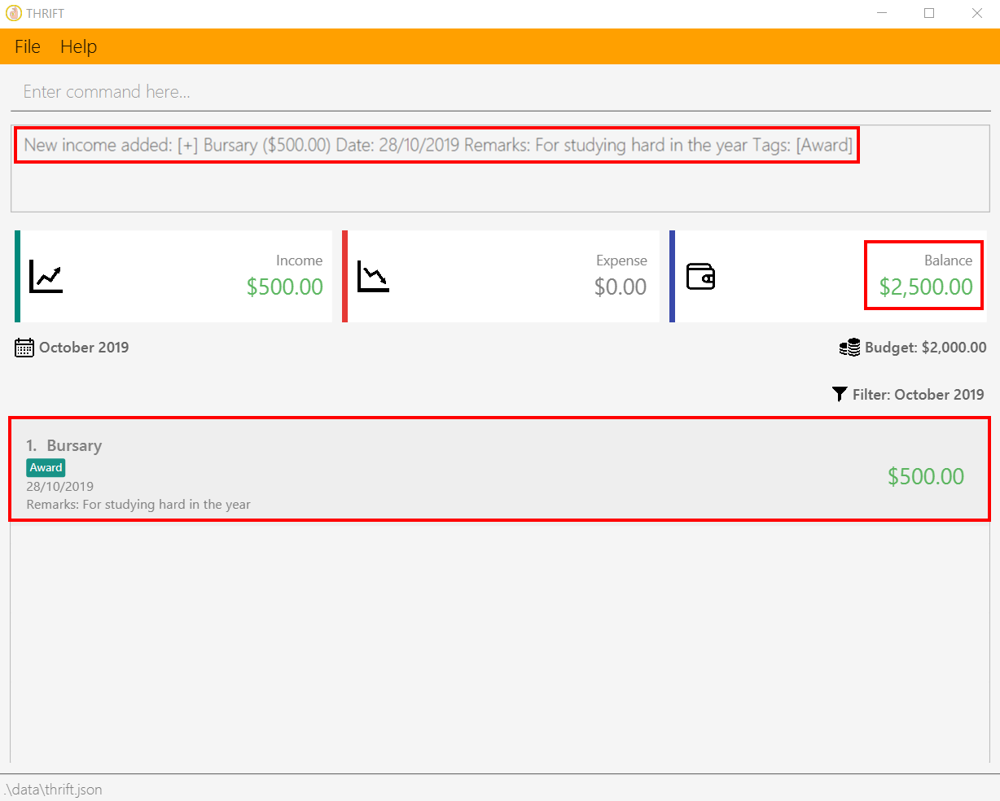 THRIFT
File Help
Enter command here...
New income added: [+] Bursary ($500.00) Date: 28/10/2019 Remarks: For studying hard in the year Tags: [Award]
Income
$500.00
Expense
$0.00
Balance
$2,500.00
October 2019
Budget: $2,000.00
Filter: October 2019
1. Bursary
Award
28/10/2019
Remarks: For studying hard in the year
$500.00
.\data\thrift.json